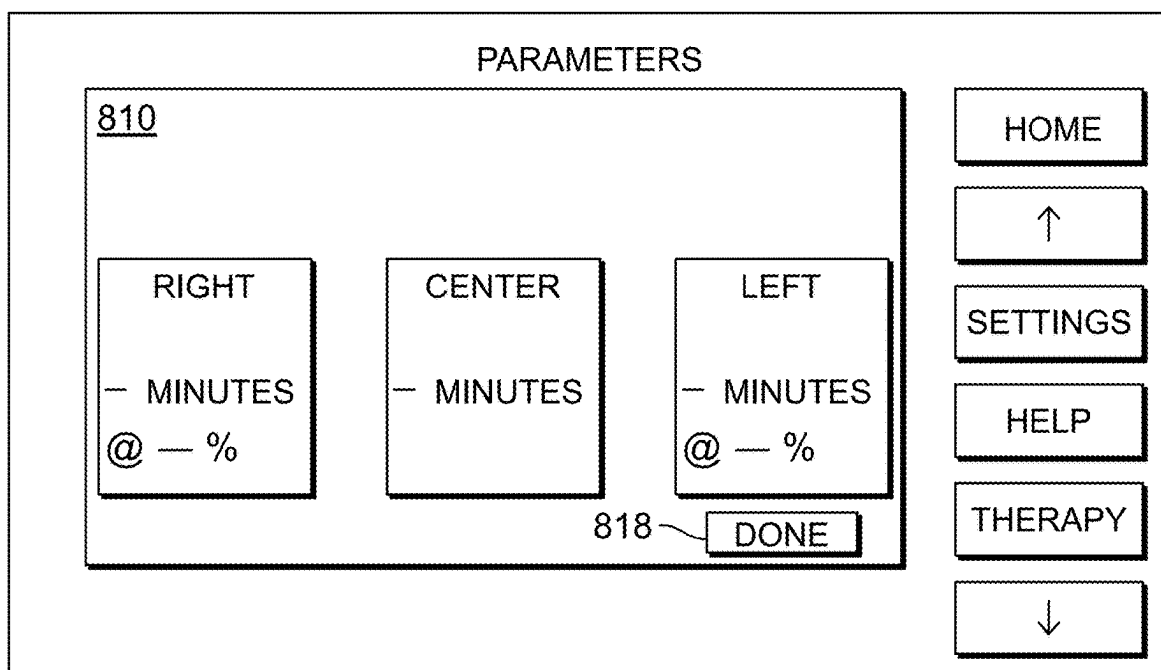 PARAMETERS
810
RIGHT
– MINUTES
@ — %
CENTER
– MINUTES
LEFT
– MINUTES
@ — %
818
DONE
HOME
↑
SETTINGS
HELP
THERAPY
↓